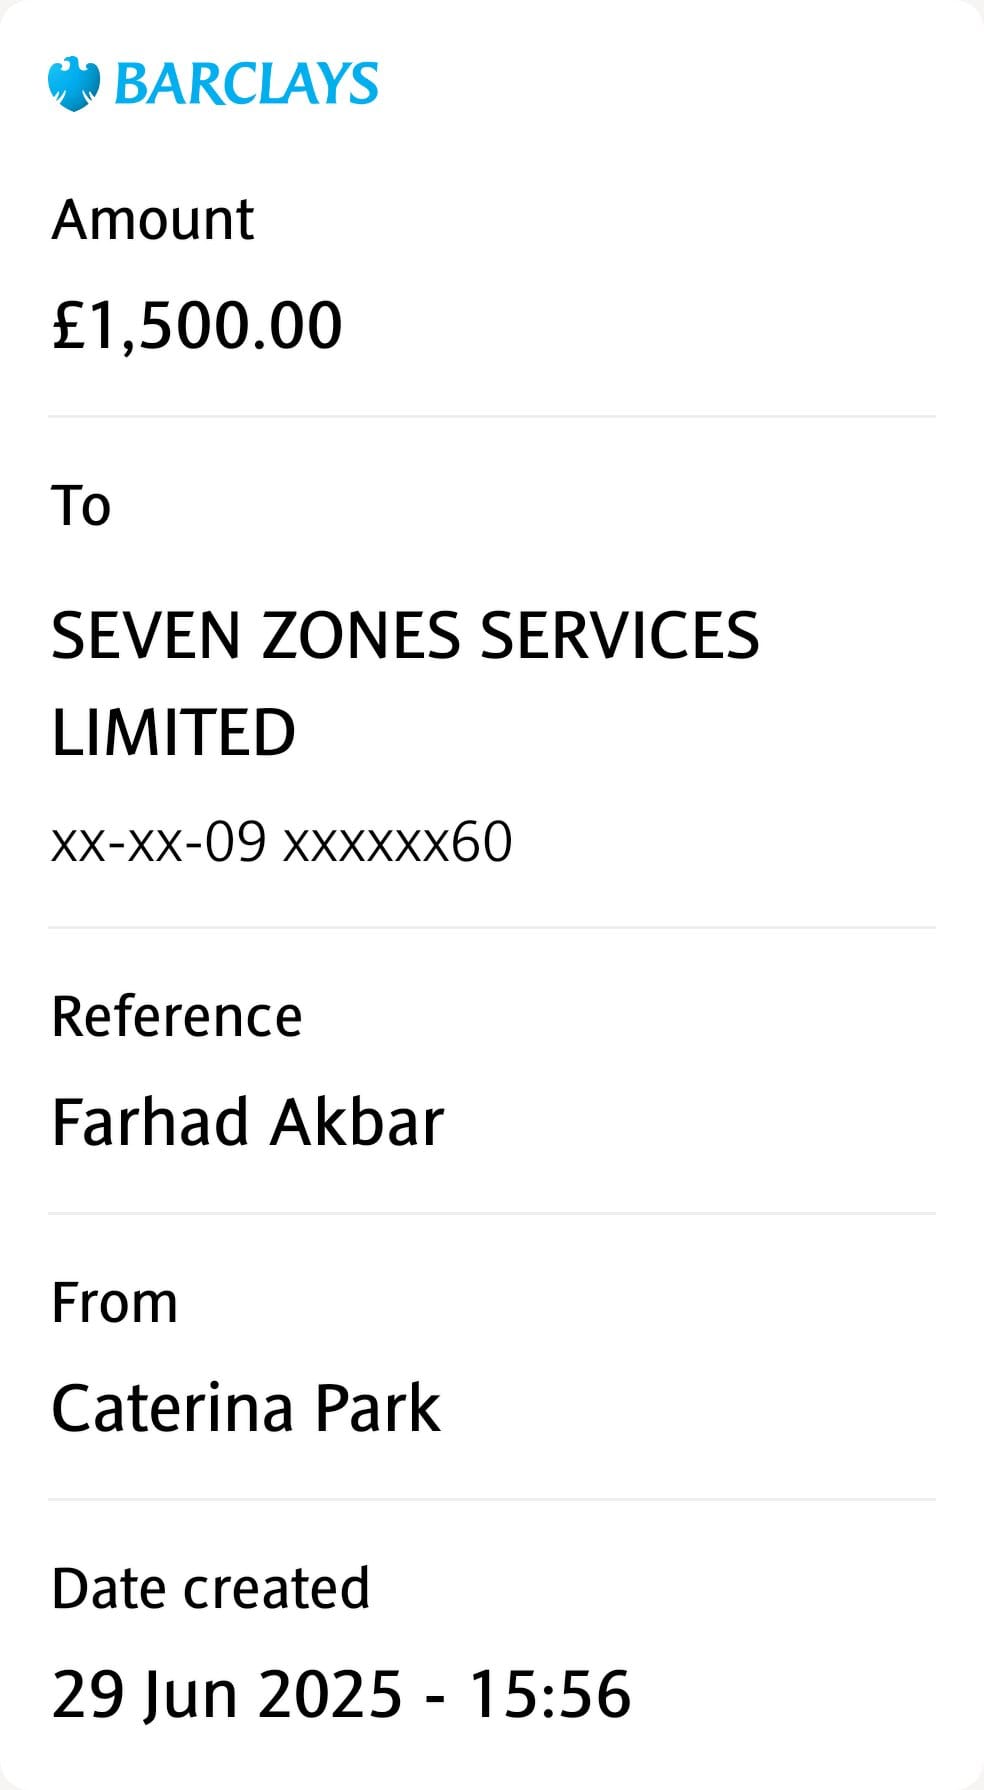 BARCLAYS
Amount
£1,500.00
To
SEVEN ZONES SERVICES
LIMITED
xx-xx-09 xxxxxx60
Reference
Farhad Akbar
From
Caterina Park
Date created
29 Jun 2025 - 15:56